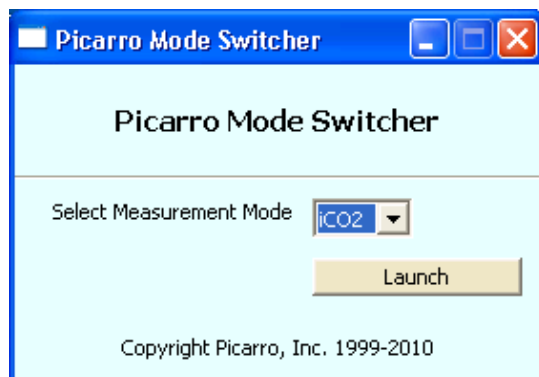 Picarro Mode Switcher
Picarro Mode Switcher
Select Measurement Mode iCO2
Launch
Copyright Picarro, Inc. 1999-2010